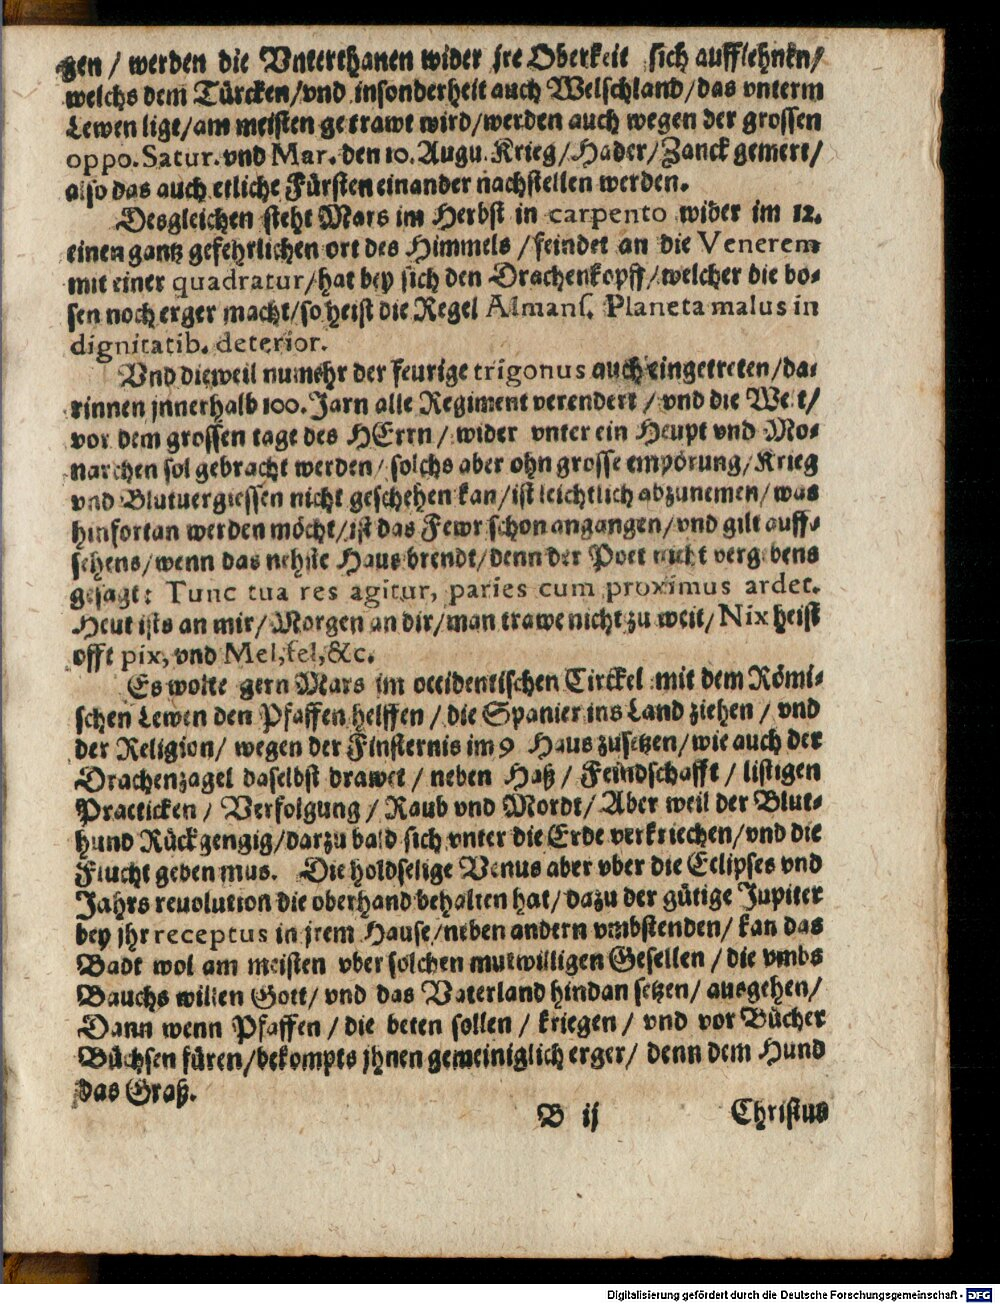 gen / werden die Vnterthanen wider jre Oberkeit sich aufflehnkn/
welchs dem Türcken/vnd insonderheit auch Welschland/das vnterm
Lewen ligt/am meisten getrawt wird/werden auch wegen der grossen
oppo. Satur. vnd Mar. den 10. Augu. Krieg/Hader/Zanck gemert/
also das auch etliche Fürsten einander nachstellen werden.
Desgleichen steht Mars im Herbst in carpento wider im 12.
einen gantz gefehrlichen ort des Himmels /feindet an die Venerem
mit einer quadratur/hat bey sich den Drachenkopff/welcher die bo-
sen noch erger macht/so heist die Regel Almans. Planeta malus in
dignitatib. deterior.
Vnd dieweil numehr der feurige trigonus auch eingetreten/da-
rinnen jnnerhalb 100. Jarn alle Regiment verendert / vnd die Welt/
vor dem grossen tage des HErrn / wider vnter ein Heupt vnd Mo-
narchen sol gebracht werden/ solchs aber ohn grosse empörung/Krieg
vnd Blutuergiessen nicht geschehen kan/ist leichtlich abzunemen/was
hinfortan werden möcht/ist das Fewr schon angangen/vnd gilt auff-
sehens/wenn das nehste Haus brendt/denn der Poet nicht vergebens
gesagt: Tunc tua res agitur, paries cum proximus ardet.
Heut ists an mir/Morgen an dir/man trawe nicht zu weit/Nix heist
offt pix, vnd Mel, fel, &c.
Es wolte gern Mars im occidentischen Circkel mit dem Römi-
schen Lewen den Pfaffen helffen / die Spanier ins Land ziehen / vnd
der Religion/ wegen der Finsternis im 9 Haus zusetzen/wie auch der
Drachenzagel daselbst drawet / neben Haß / Feindschafft / listigen
Practicken / Verfolgung / Raub vnd Mordt/ Aber weil der Blut-
hund Rückgengig/darzu bald sich vnter die Erde verkriechen/vnd die
Flucht geben mus. Die holdselige Venus aber vber die Eclipses vnd
Jahrs reuolution die oberhand behalten hat/dazu der gütige Jupiter
bey jhr receptus in jrem Hause/neben andern vmbstenden/ kan das
Badt wol am meisten vber solchen mutwilligen Gesellen / die vmbs
Bauchs willen Gott/ vnd das Vaterland hindan setzen/ ausgehen/
Dann wenn Pfaffen / die beten sollen / kriegen / vnd vor Bücher
Büchsen füren/bekompts jhnen gemeiniglich erger/ denn dem Hund
das Graß.
B ij Christus
Digitalisierung gefördert durch die Deutsche Forschungsgemeinschaft - DFG